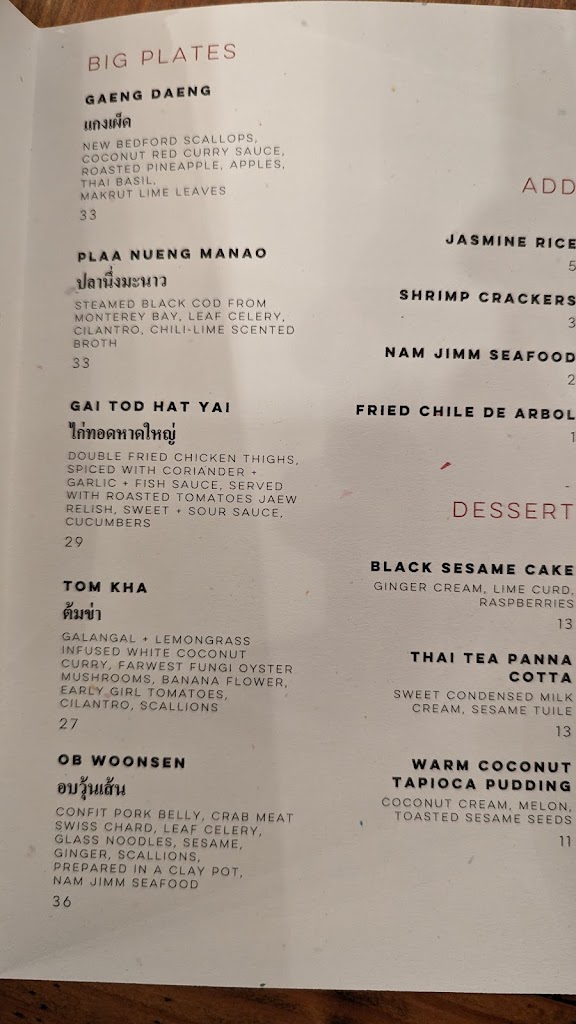 BIG PLATES
GAENG DAENG
แกงเผ็ด
NEW BEDFORD SCALLOPS,
COCONUT RED CURRY SAUCE,
ROASTED PINEAPPLE, APPLES,
THAI BASIL,
MAKRUT LIME LEAVES
33
PLAA NUENG MANAO
ปลานึ่งมะนาว
STEAMED BLACK COD FROM
MONTEREY BAY, LEAF CELERY,
CILANTRO, CHILI-LIME SCENTED
BROTH
33
GAI TOD HAT YAI
ไก่ทอดหาดใหญ่
DOUBLE FRIED CHICKEN THIGHS,
SPICED WITH CORIANDER +
GARLIC + FISH SAUCE, SERVED
WITH ROASTED TOMATOES JAEW
RELISH, SWEET + SOUR SAUCE,
CUCUMBERS
29
TOM KHA
ต้มข่า
GALANGAL + LEMONGRASS
INFUSED WHITE COCONUT
CURRY, FARWEST FUNGI OYSTER
MUSHROOMS, BANANA FLOWER,
EARLY GIRL TOMATOES,
CILANTRO, SCALLIONS
27
OB WOONSEN
อบวุ้นเส้น
CONFIT PORK BELLY, CRAB MEAT
SWISS CHARD, LEAF CELERY,
GLASS NOODLES, SESAME,
GINGER, SCALLIONS,
PREPARED IN A CLAY POT,
NAM JIMM SEAFOOD
36
ADD
JASMINE RICE
5
SHRIMP CRACKERS
3
NAM JIMM SEAFOOD
2
FRIED CHILE DE ARBOL
1
DESSERT
BLACK SESAME CAKE
GINGER CREAM, LIME CURD,
RASPBERRIES
13
THAI TEA PANNA
COTTA
SWEET CONDENSED MILK
CREAM, SESAME TUILE
13
WARM COCONUT
TAPIOCA PUDDING
COCONUT CREAM, MELON,
TOASTED SESAME SEEDS
11